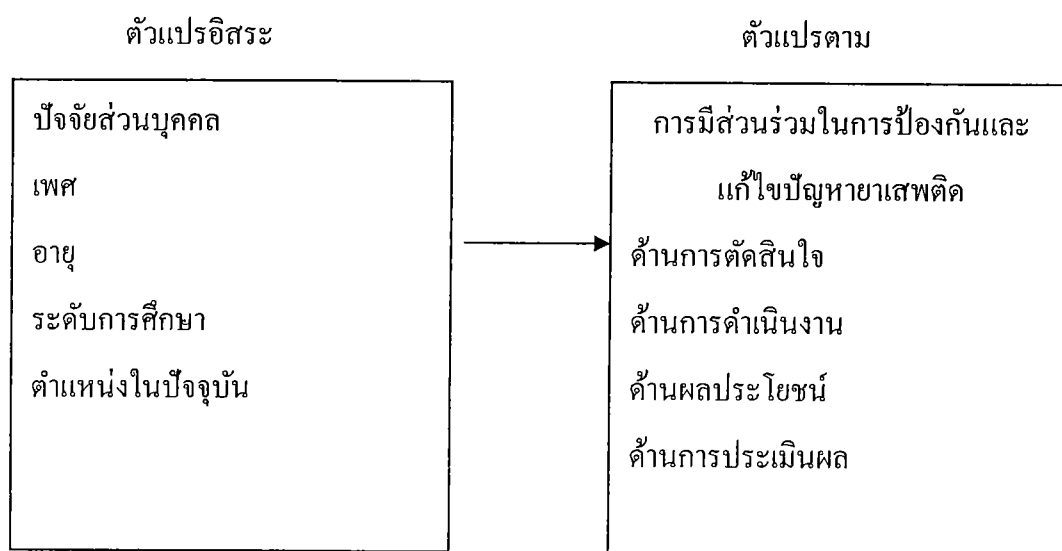 ตัวแปรอิสระ
ปัจจัยส่วนบุคคล
เพศ
อายุ
ระดับการศึกษา
ตำแหน่งในปัจจุบัน
ตัวแปรตาม
การมีส่วนร่วมในการป้องกันและ
แก้ไขปัญหายาเสพติด
ด้านการตัดสินใจ
ด้านการดำเนินงาน
ด้านผลประโยชน์
ด้านการประเมินผล